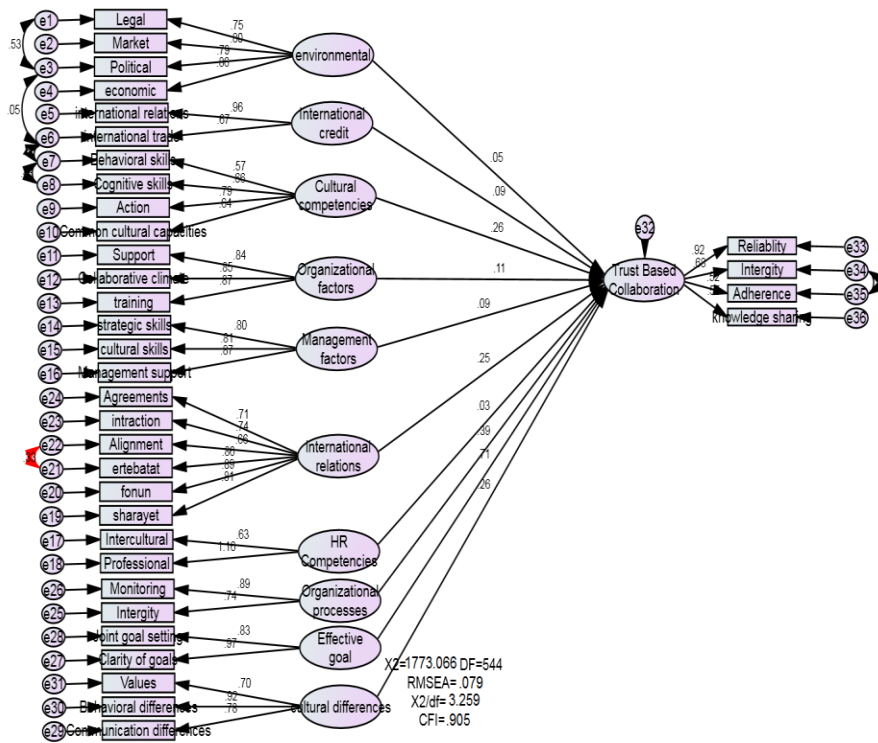 e1 Legal
.75
e2 Market
.80
.53
.79
environmental
e3 Political
.88
e4 economic
e5 international relations
.96
International
credit
.05
e6 international trade
.67
e7 Behavioral skills
.57
e8 Cognitive skills
.66
Cultural
competencies
.79
e9 Action
.64
e10 Common cultural capacities
e11 Support
.84
e12 Collaborative climate
.85
Organizational
factors
.87
e13 training
e14 strategic skills
.80
e15 cultural skills
.81
Management
factors
.87
e16 Management support
e24 Agreements
.71
e23 intraction
.74
e22 Alignment
.66
International
relations
.80
e21 ertebatat
.89
e20 fonun
.81
e19 sharayet
e17 Intercultural
.63
HR
Competencies
1.16
e18 Professional
e26 Monitoring
.89
Organizational
processes
.74
e25 Intergity
e28 Joint goal setting
.83
Effective
goal
.97
e27 Clarity of goals
e31 Values
.70
e30 Behavioral differences
.92
cultural differences
.78
e29 Communication differences
.05
.09
.26
.11
.09
.25
.03
.39
.71
.26
e32
Trust Based
Collaboration
.92
Reliablity e33
.68
Intergity e34
.82
Adherence e35
knowledge sharing e36
X2=1773.066 DF=544
RMSEA=.079
X2/df= 3.259
CFI=.905